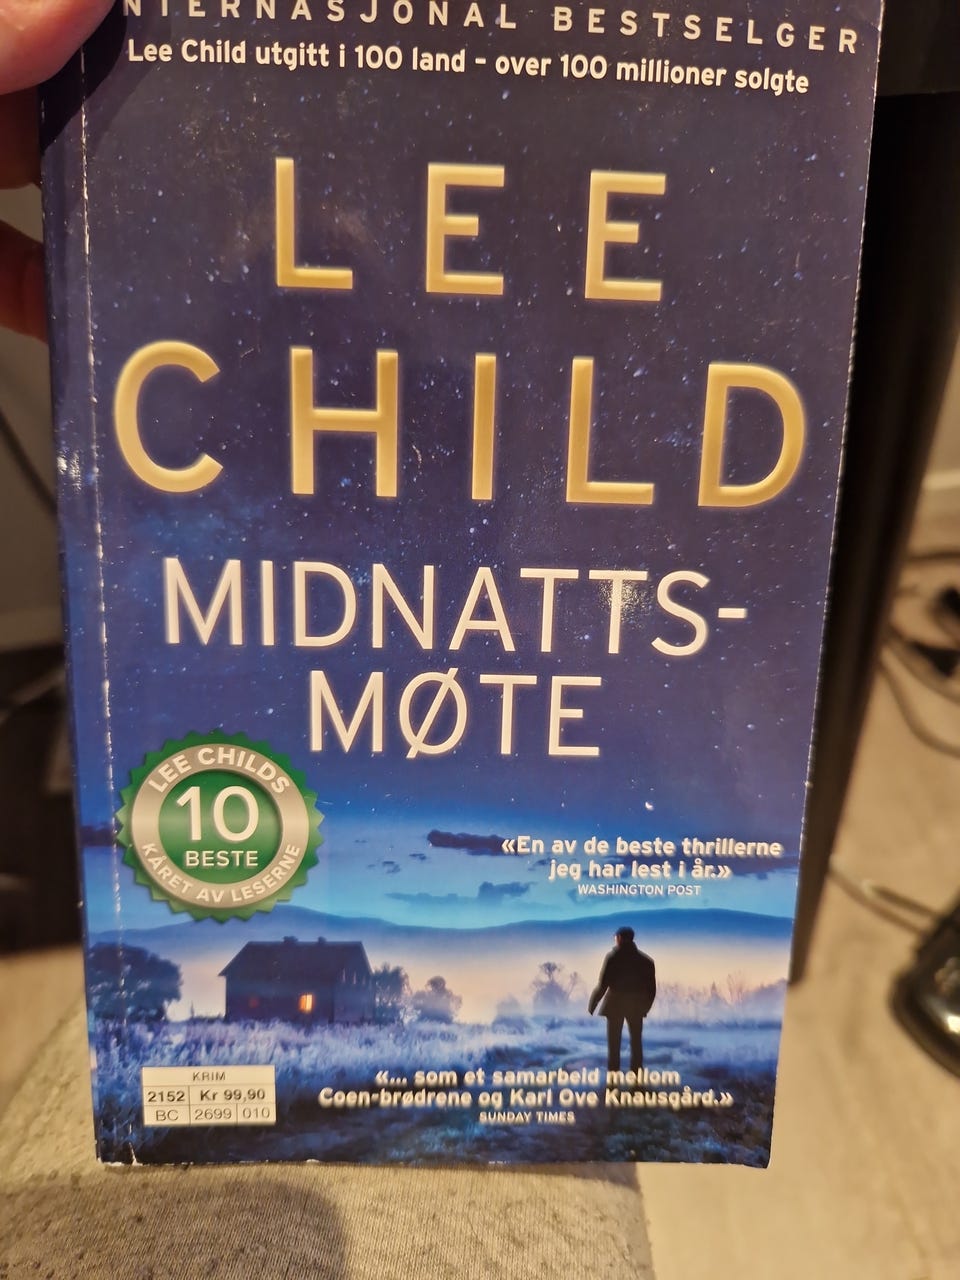 INTERNASJONAL BESTSELGER
Lee Child utgitt i 100 land - over 100 millioner solgte
LEE
CHILD
MIDNATTS-
MØTE
LEE CHILDS
10
BESTE
KÅRET AV LESERNE
«En av de beste thrillerne
jeg har lest i år.»
WASHINGTON POST
«... som et samarbeid mellom
Coen-brødrene og Karl Ove Knausgård.»
SUNDAY TIMES
KRIM
2152 Kr 99,90
BC 2699 010